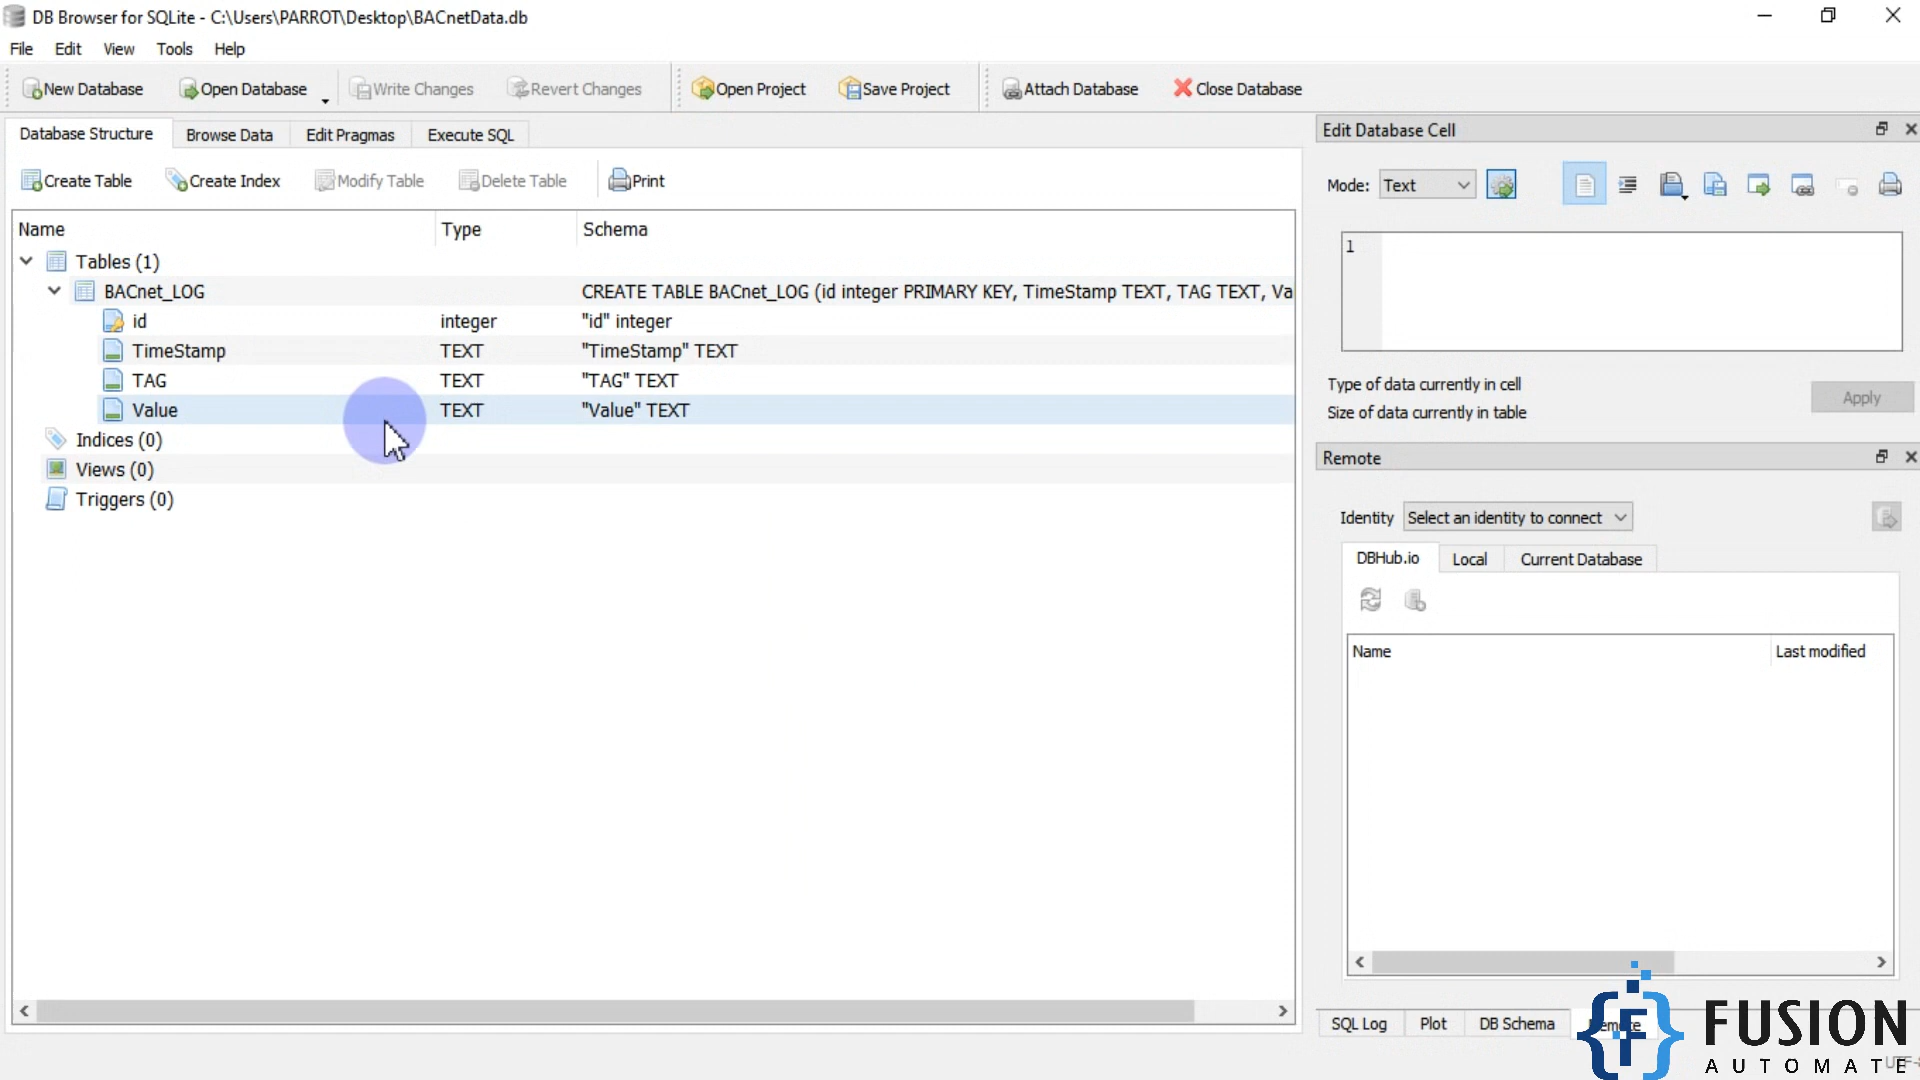 DB Browser for SQLite - C:\Users\PARROT\Desktop\BACnetData.db
File Edit View Tools Help
New Database Open Database Write Changes Revert Changes Open Project Save Project Attach Database Close Database
Database Structure Browse Data Edit Pragmas Execute SQL
Create Table Create Index Modify Table Delete Table Print
Name Type Schema
Tables (1)
BACnet_LOG CREATE TABLE BACnet_LOG (id integer PRIMARY KEY, TimeStamp TEXT, TAG TEXT, Va
id integer "id" integer
TimeStamp TEXT "TimeStamp" TEXT
TAG TEXT "TAG" TEXT
Value TEXT "Value" TEXT
Indices (0)
Views (0)
Triggers (0)
Edit Database Cell
Mode: Text
1
Type of data currently in cell
Size of data currently in table
Apply
Remote
Identity Select an identity to connect
DBHub.io Local Current Database
Name Last modified
SQL Log Plot DB Schema
FUSION
AUTOMATE